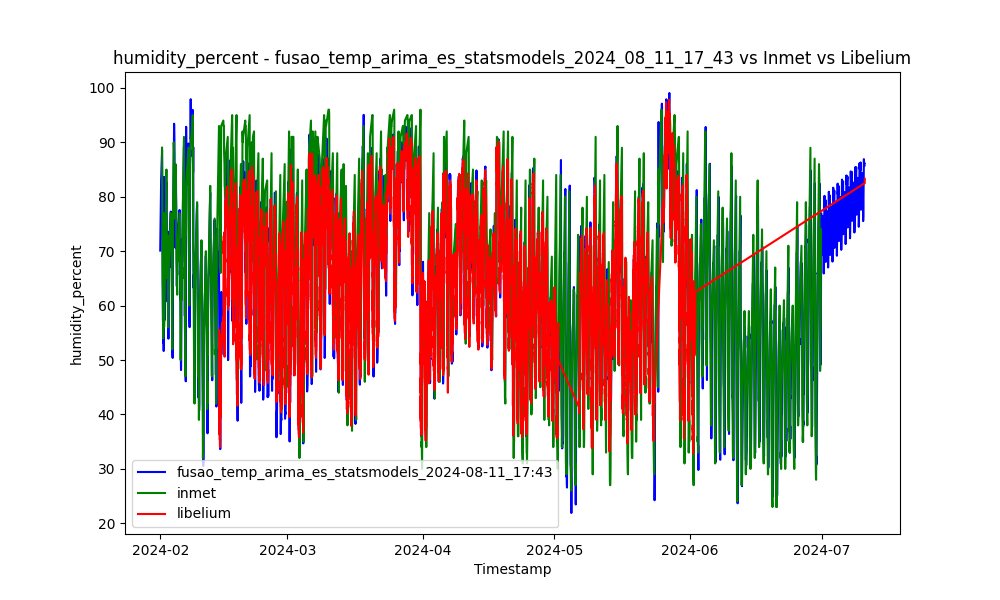 humidity_percent - fusao_temp_arima_es_statsmodels_2024_08_11_17_43 vs Inmet vs Libelium
100
90
80
70
60
50
40
30
20
humidity_percent
fusao_temp_arima_es_statsmodels_2024-08-11_17:43
inmet
libelium
2024-02 2024-03 2024-04 2024-05 2024-06 2024-07
Timestamp